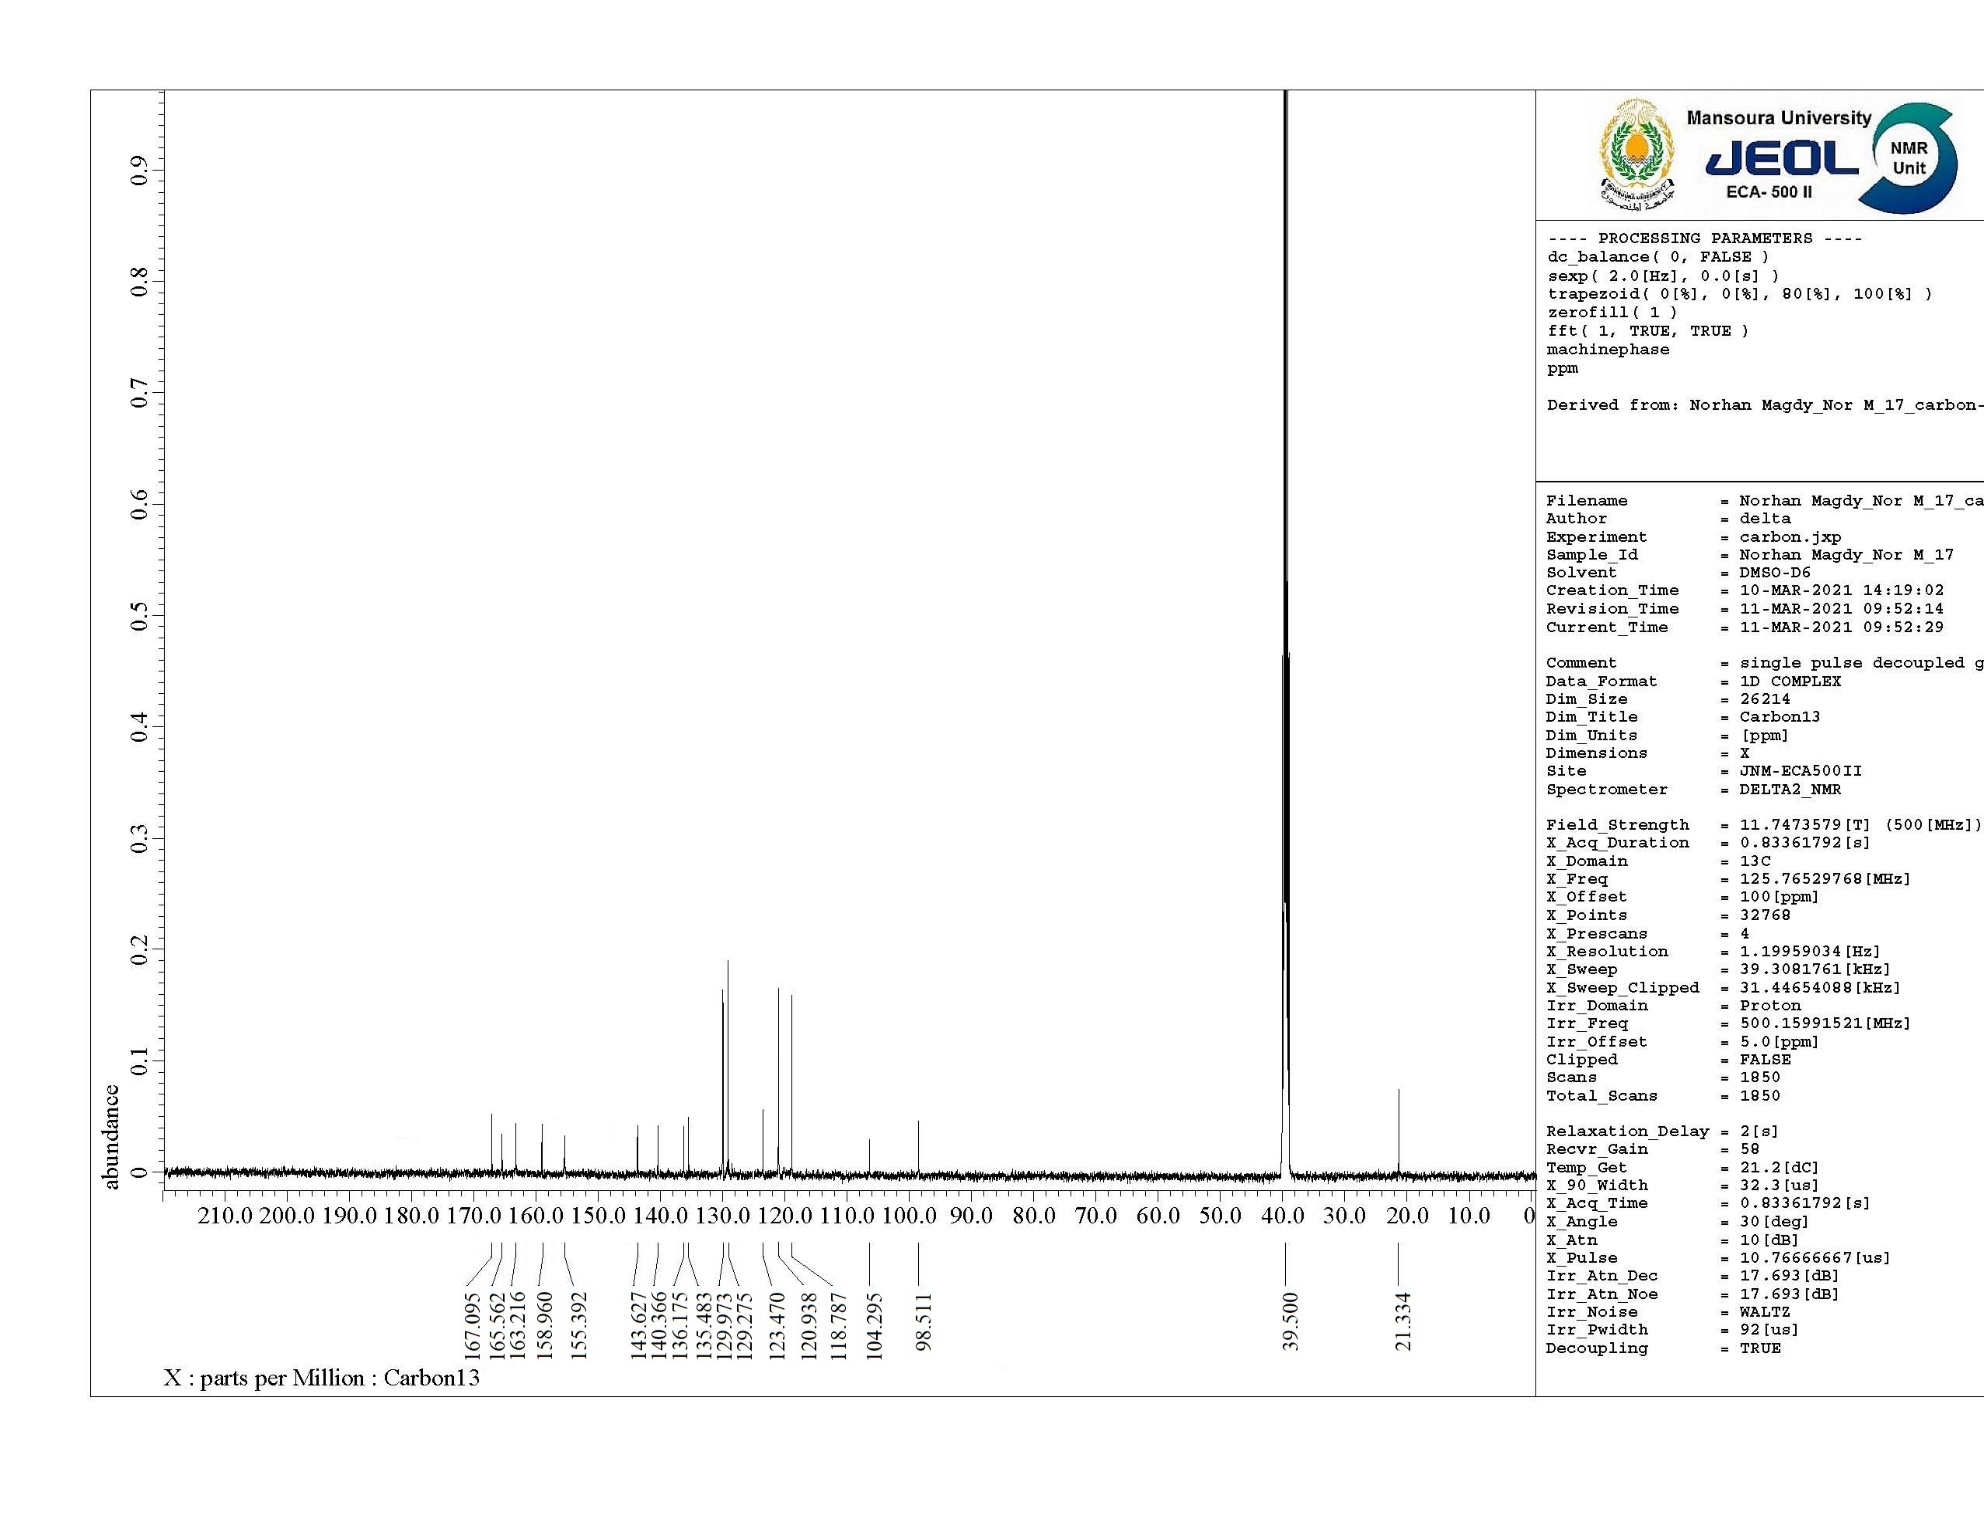 abundance
0.9
0.8
0.7
0.6
0.5
0.4
0.3
0.2
0.1
0
210.0 200.0 190.0 180.0 170.0 160.0 150.0 140.0 130.0 120.0 110.0 100.0 90.0 80.0 70.0 60.0 50.0 40.0 30.0 20.0 10.0 0
167.095
165.562
163.216
158.960
155.392
143.627
140.366
136.175
135.483
129.973
129.275
123.470
120.938
118.787
104.295
98.511
39.500
21.334
X : parts per Million : Carbon13
Mansoura University
JEOL
ECA- 500 II
NMR
Unit
---- PROCESSING PARAMETERS ----
dc_balance( 0, FALSE )
sexp( 2.0[Hz], 0.0[s] )
trapezoid( 0[%], 0[%], 80[%], 100[%] )
zerofill( 1 )
fft( 1, TRUE, TRUE )
machinephase
ppm
Derived from: Norhan Magdy_Nor M_17_carbon-
Filename = Norhan Magdy_Nor M_17_ca
Author = delta
Experiment = carbon.jxp
Sample_Id = Norhan Magdy_Nor M_17
Solvent = DMSO-D6
Creation_Time = 10-MAR-2021 14:19:02
Revision_Time = 11-MAR-2021 09:52:14
Current_Time = 11-MAR-2021 09:52:29
Comment = single pulse decoupled g
Data_Format = 1D COMPLEX
Dim_Size = 26214
Dim_Title = Carbon13
Dim_Units = [ppm]
Dimensions = X
Site = JNM-ECA500II
Spectrometer = DELTA2_NMR
Field_Strength = 11.7473579[T] (500[MHz])
X_Acq_Duration = 0.83361792[s]
X_Domain = 13C
X_Freq = 125.76529768[MHz]
X_Offset = 100[ppm]
X_Points = 32768
X_Prescans = 4
X_Resolution = 1.19959034[Hz]
X_Sweep = 39.3081761[kHz]
X_Sweep_Clipped = 31.44654088[kHz]
Irr_Domain = Proton
Irr_Freq = 500.15991521[MHz]
Irr_Offset = 5.0[ppm]
Clipped = FALSE
Scans = 1850
Total_Scans = 1850
Relaxation_Delay = 2[s]
Recvr_Gain = 58
Temp_Get = 21.2[dC]
X_90_Width = 32.3[us]
X_Acq_Time = 0.83361792[s]
X_Angle = 30[deg]
X_Atn = 10[dB]
X_Pulse = 10.76666667[us]
Irr_Atn_Dec = 17.693[dB]
Irr_Atn_Noe = 17.693[dB]
Irr_Noise = WALTZ
Irr_Pwidth = 92[us]
Decoupling = TRUE